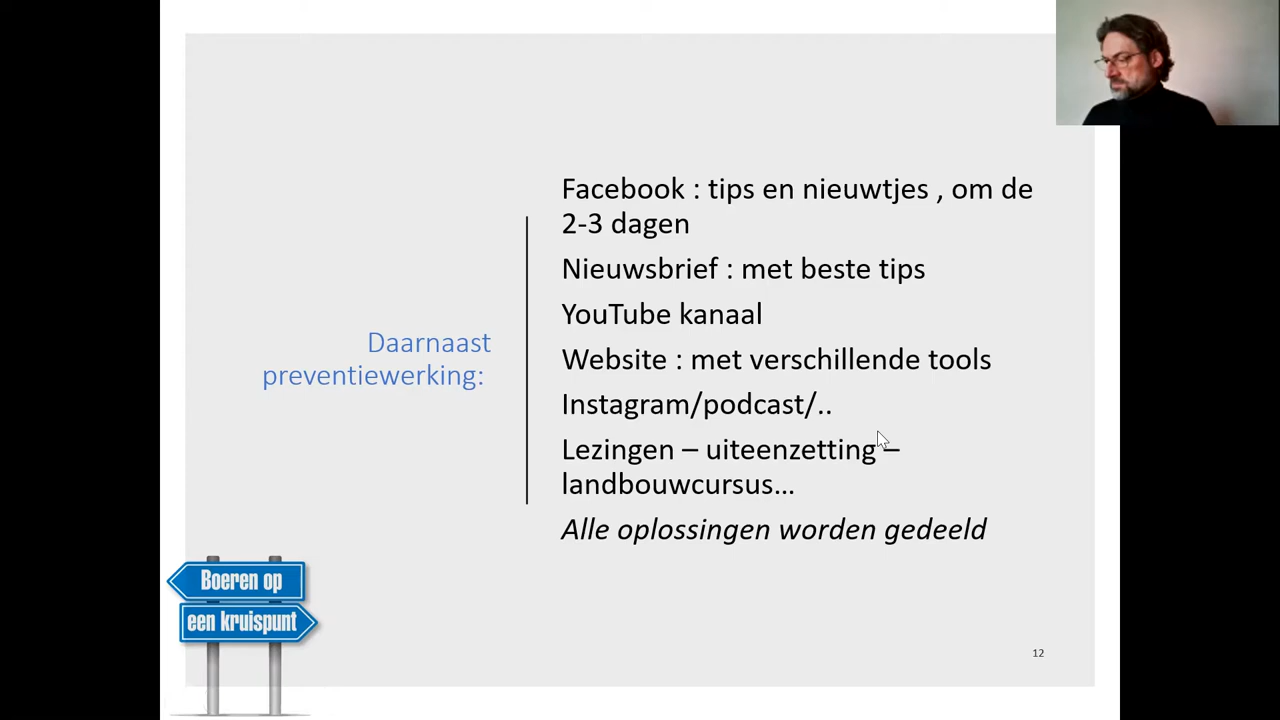 Daarnaast
preventiewerking:
Facebook : tips en nieuwtjes , om de
2-3 dagen
Nieuwsbrief : met beste tips
YouTube kanaal
Website : met verschillende tools
Instagram/podcast/..
Lezingen – uiteenzetting –
landbouwcursus…
Alle oplossingen worden gedeeld
Boeren op
een kruispunt
12